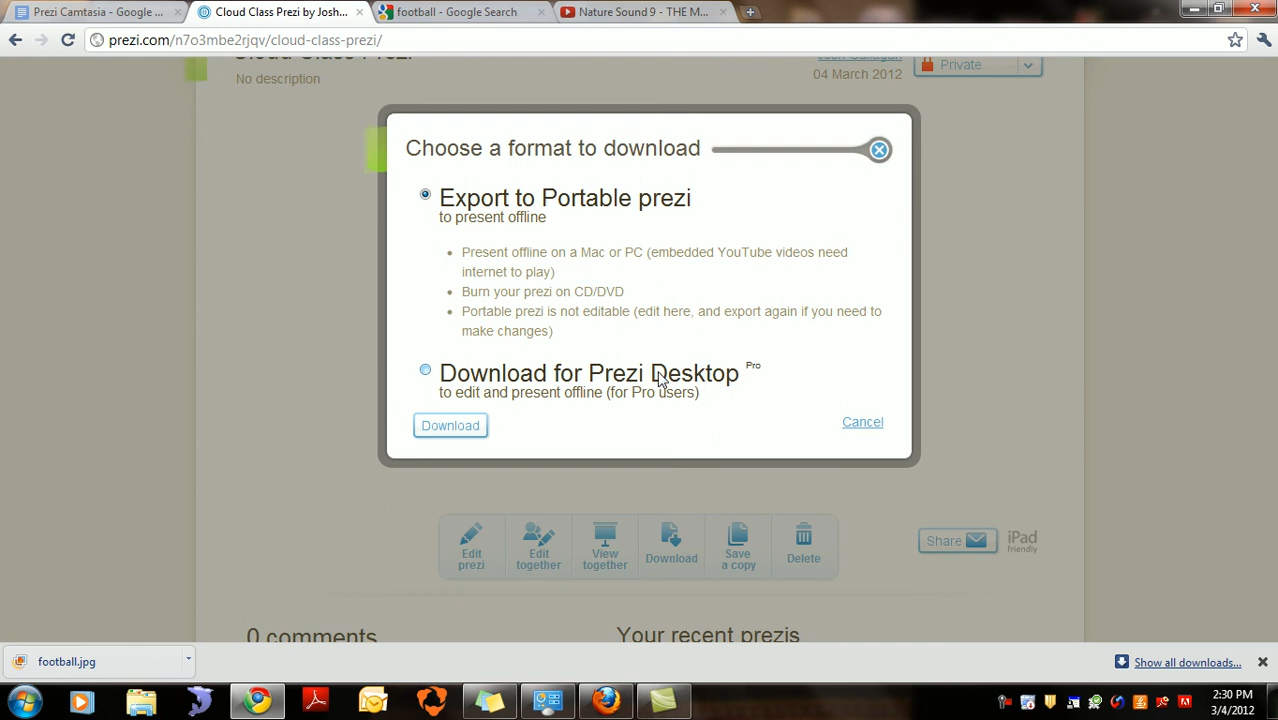 Prezi Camtasia - Google ...
Cloud Class Prezi by Josh...
football - Google Search
Nature Sound 9 - THE M...
prezi.com/n7o3mbe2rjqv/cloud-class-prezi/
Cloud Class Prezi
No description
04 March 2012
Private
Choose a format to download
Export to Portable prezi
to present offline
Present offline on a Mac or PC (embedded YouTube videos need
internet to play)
Burn your prezi on CD/DVD
Portable prezi is not editable (edit here, and export again if you need to
make changes)
Download for Prezi Desktop Pro
to edit and present offline (for Pro users)
Download
Cancel
Edit
prezi
Edit
together
View
together
Download
Save
a copy
Delete
Share
iPad
friendly
0 comments
Your recent prezis
football.jpg
Show all downloads...
2:30 PM
3/4/2012